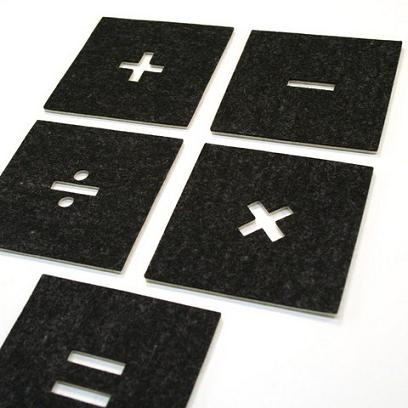 + −
÷ ×
=